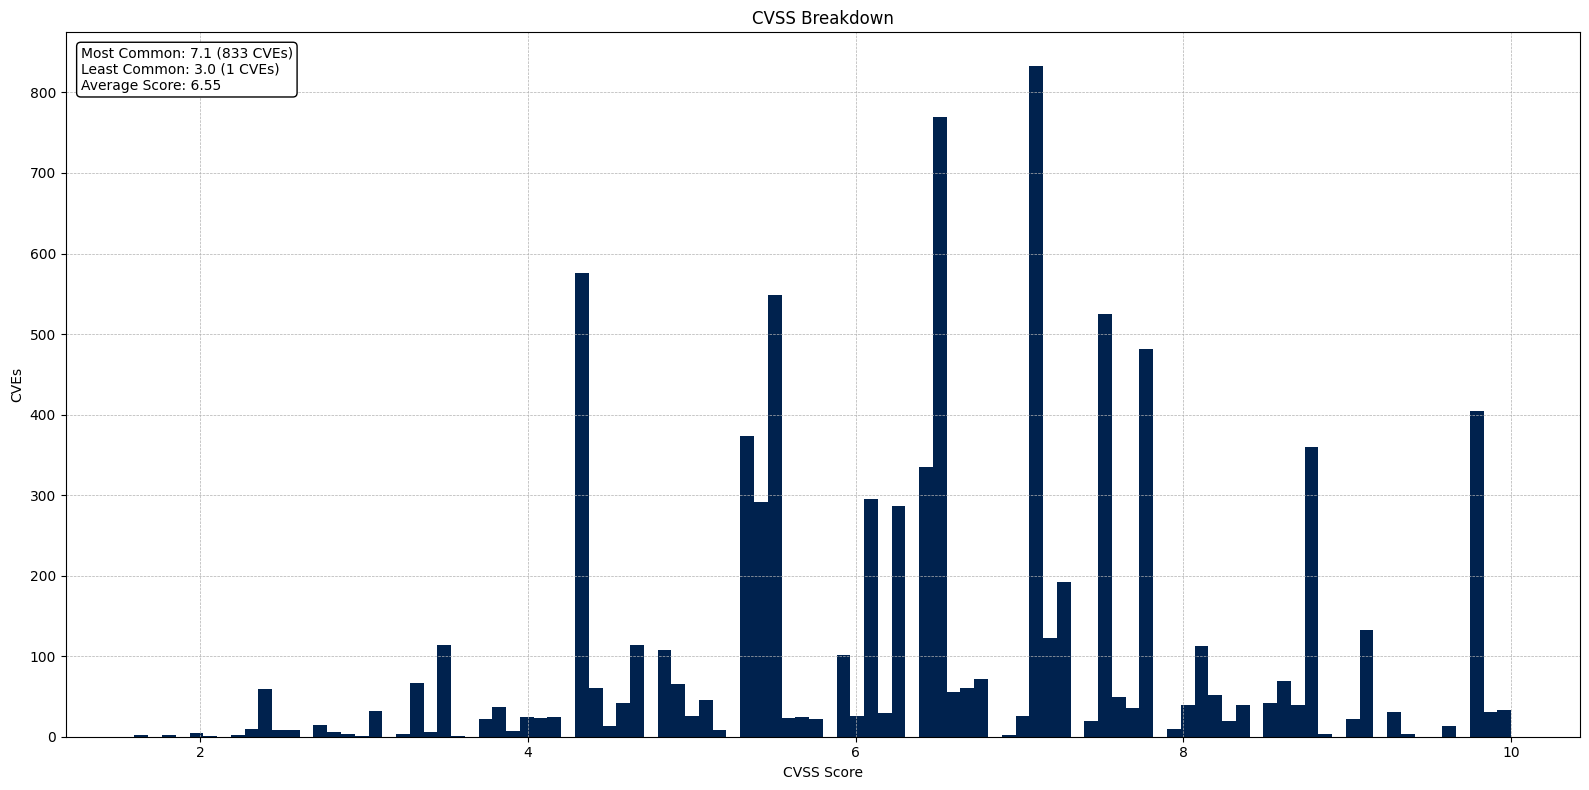 CVSS Breakdown
Most Common: 7.1 (833 CVEs)
Least Common: 3.0 (1 CVEs)
Average Score: 6.55
800
700
600
500
400
300
200
100
0
CVEs
2 4 6 8 10
CVSS Score